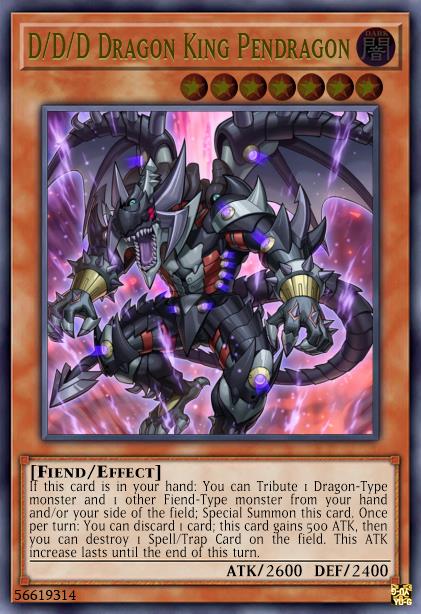 D/D/D DRAGON KING PENDRAGON
DARK
闇
[FIEND/EFFECT]
If this card is in your hand: You can Tribute 1 Dragon-Type
monster and 1 other Fiend-Type monster from your hand
and/or your side of the field; Special Summon this card. Once
per turn: You can discard 1 card; this card gains 500 ATK, then
you can destroy 1 Spell/Trap Card on the field. This ATK
increase lasts until the end of this turn.
ATK/2600 DEF/2400
56619314